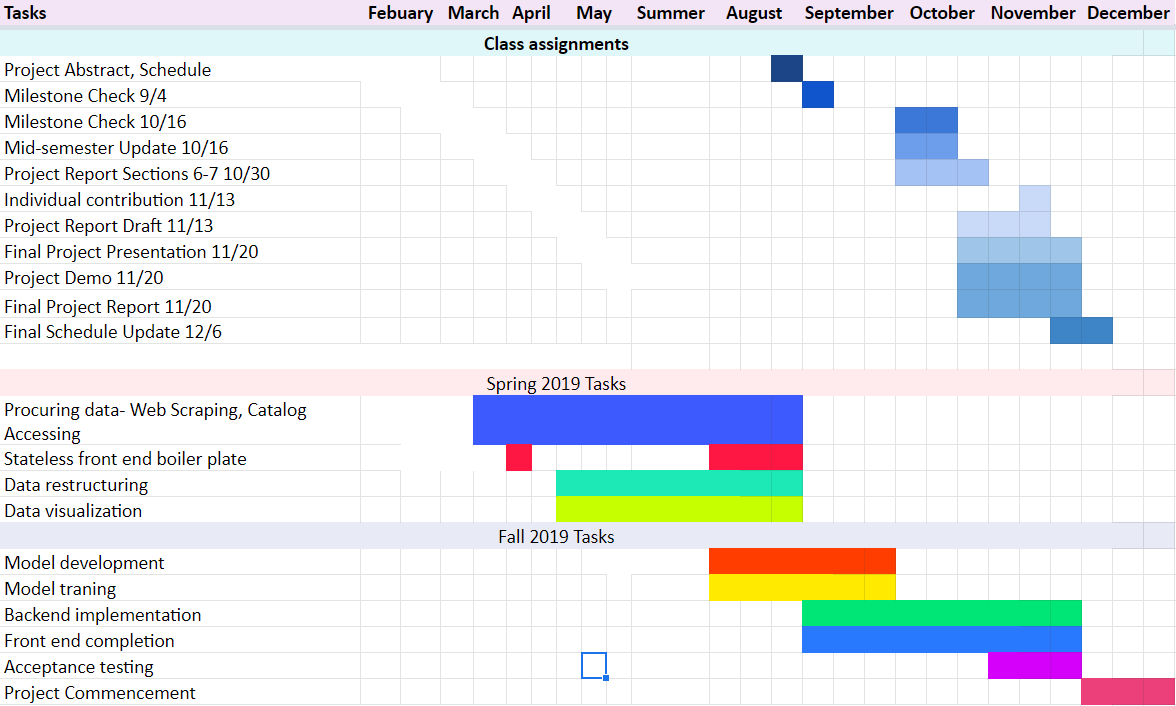 Tasks Febuary March April May Summer August September October November December
Class assignments
Project Abstract, Schedule
Milestone Check 9/4
Milestone Check 10/16
Mid-semester Update 10/16
Project Report Sections 6-7 10/30
Individual contribution 11/13
Project Report Draft 11/13
Final Project Presentation 11/20
Project Demo 11/20
Final Project Report 11/20
Final Schedule Update 12/6
Spring 2019 Tasks
Procuring data- Web Scraping, Catalog
Accessing
Stateless front end boiler plate
Data restructuring
Data visualization
Fall 2019 Tasks
Model development
Model traning
Backend implementation
Front end completion
Acceptance testing
Project Commencement